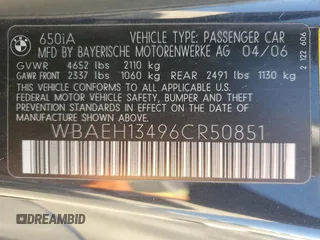 650iA VEHICLE TYPE: PASSENGER CAR
MFD BY BAYERISCHE MOTORENWERKE AG 04/06
GVWR 4652 lbs 2110 kg
GAWR FRONT 2337 lbs 1060 kg REAR 2491 lbs 1130 kg
THIS VEHICLE CONFORMS TO ALL APPLICABLE
FEDERAL MOTOR VEHICLE SAFETY, BUMPER, AND
THEFT PREVENTION STANDARDS IN EFFECT ON THE
DATE OF MANUFACTURE SHOWN ABOVE.
WBAEH13496CR50851
2 122 606
DREAMBID